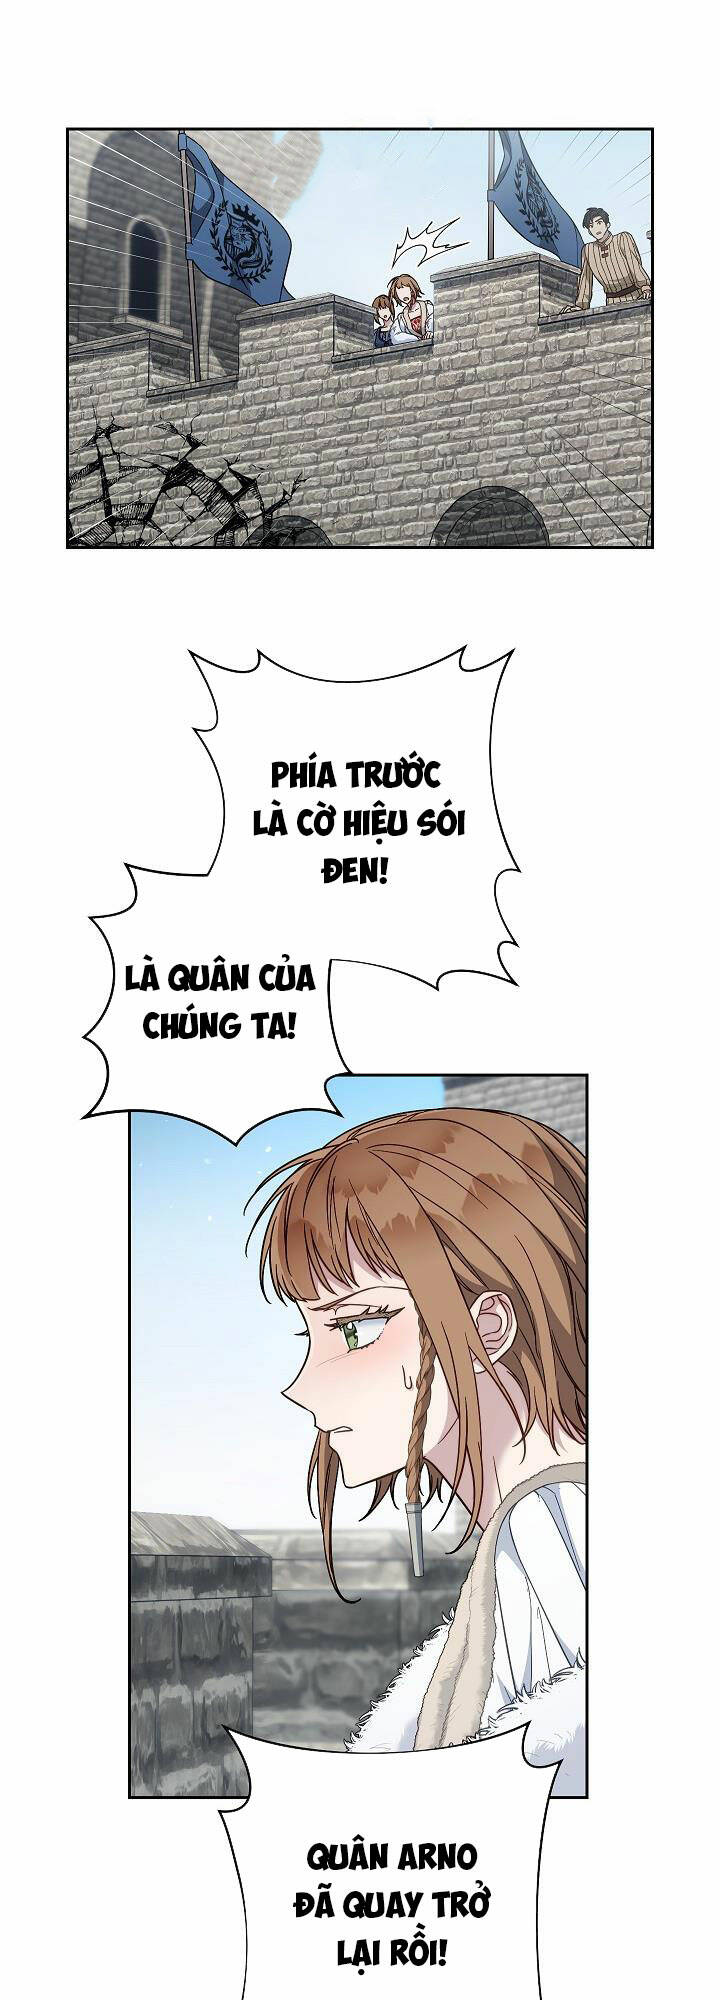 PHÍA TRƯỚC
LÀ CỜ HIỆU SÓI
ĐEN!
LÀ QUÂN CỦA
CHÚNG TA!
QUÂN ARNO
ĐÃ QUAY TRỞ
LẠI RỒI!